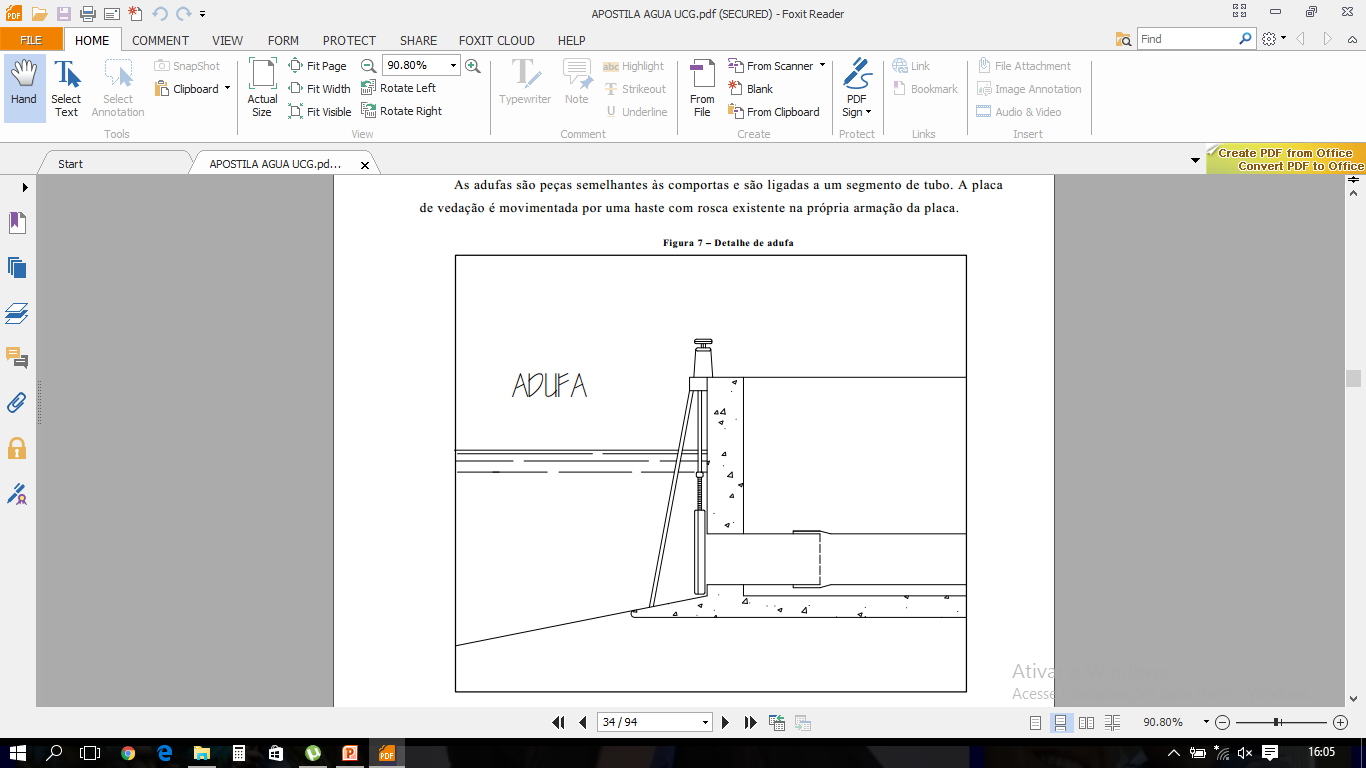 APOSTILA AGUA UCG.pdf (SECURED) - Foxit Reader
FILE HOME COMMENT VIEW FORM PROTECT SHARE FOXIT CLOUD HELP
Find
Hand
Select Text
Select Annotation
SnapShot
Clipboard
Tools
Actual Size
Fit Page
Fit Width
Fit Visible
90.80%
Rotate Left
Rotate Right
View
Typewriter
Note
Highlight
Strikeout
Underline
Comment
From File
From Scanner
Blank
From Clipboard
Create
PDF Sign
Protect
Link
Bookmark
Links
File Attachment
Image Annotation
Audio & Video
Insert
Start
APOSTILA AGUA UCG.pd...
Create PDF from Office
Convert PDF to Office
As adufas são peças semelhantes às comportas e são ligadas a um segmento de tubo. A placa
de vedação é movimentada por uma haste com rosca existente na própria armação da placa.
Figura 7 – Detalhe de adufa
ADUFA
34 / 94
90.80%
16:05